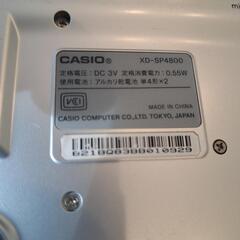 CASIO® XD-SP4800
定格電圧：DC 3V 定格消費電力：0.55W
使用電池：アルカリ乾電池 単4形×2
VCI
MADE IN CHINA
CASIO COMPUTER CO.,LTD. TOKYO, JAPAN
B218Q8388010929